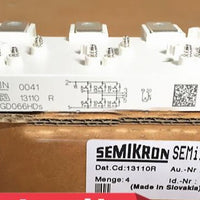 0041
13110 R
GD066HDs
SEMIKRON SEMi
Dat.Cd:13110R Au.-Nr
Menge:4 Id.-Nr
(Made in Slovakia)